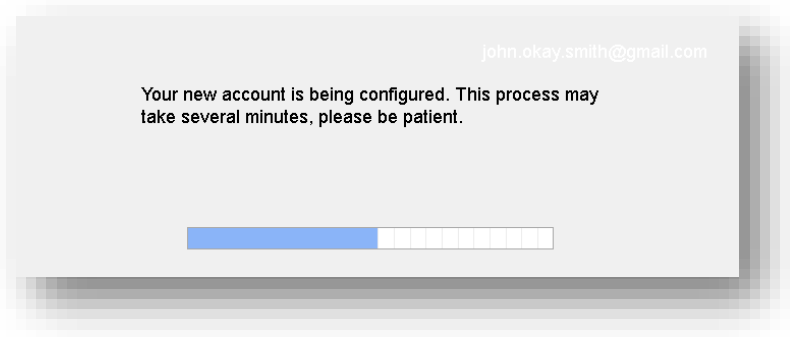 john.okay.smith@gmail.com
Your new account is being configured. This process may
take several minutes, please be patient.